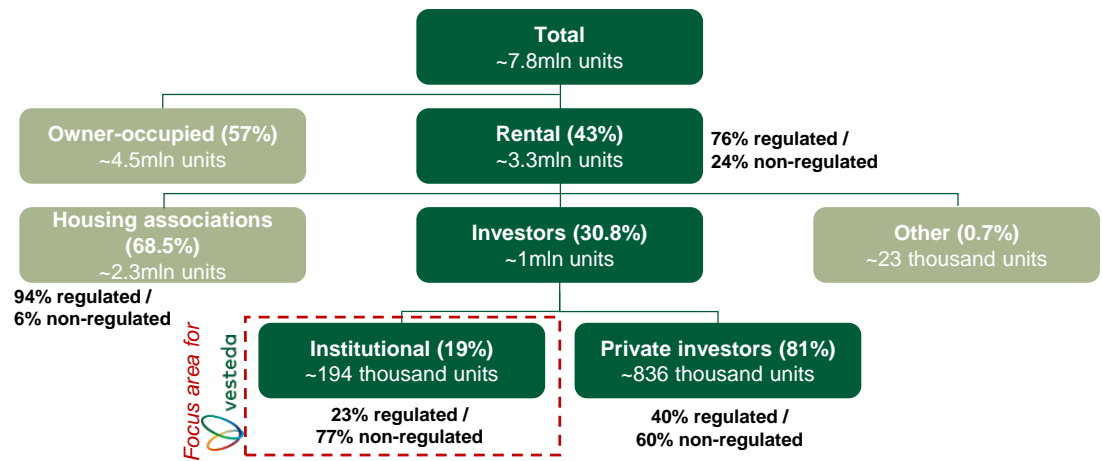 Total
~7.8mln units
Owner-occupied (57%)
~4.5mln units
Rental (43%)
~3.3mln units
76% regulated /
24% non-regulated
Housing associations
(68.5%)
~2.3mln units
Investors (30.8%)
~1mln units
Other (0.7%)
~23 thousand units
94% regulated /
6% non-regulated
Focus area for
vesteda
Institutional (19%)
~194 thousand units
Private investors (81%)
~836 thousand units
23% regulated /
77% non-regulated
40% regulated /
60% non-regulated